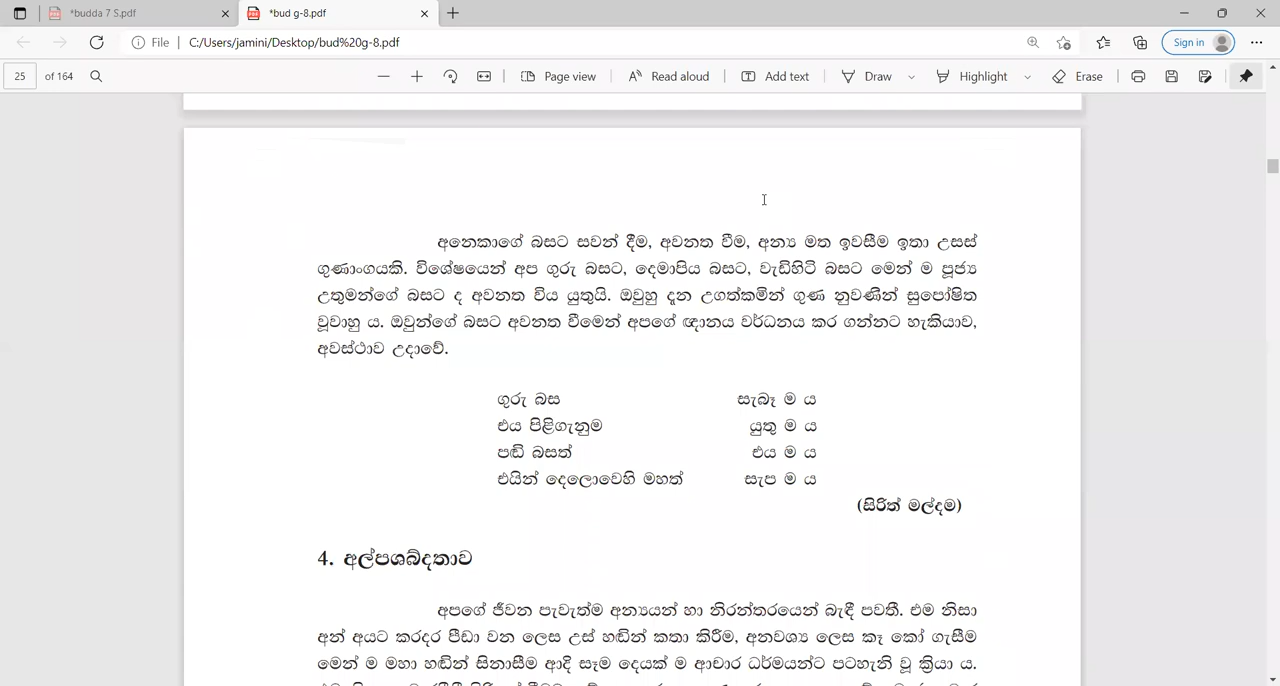 *budda 7 S.pdf
*bud g-8.pdf
File
C:/Users/jamini/Desktop/bud%20g-8.pdf
Sign in
25 of 164
Page view
Read aloud
Add text
Draw
Highlight
Erase
අනෙකාගේ බසට සවන් දීම, අවනත වීම, අන්‍ය මත ඉවසීම ඉතා උසස්
ගුණාංගයකි. විශේෂයෙන් අප ගුරු බසට, දෙමාපිය බසට, වැඩිහිටි බසට මෙන් ම පූජ්‍ය
උතුමන්ගේ බසට ද අවනත විය යුතුයි. ඔවුහු දැන උගත්කමින් ගුණ නුවණින් සුපෝෂිත
වූවාහු ය. ඔවුන්ගේ බසට අවනත වීමෙන් අපගේ ඥානය වර්ධනය කර ගන්නට හැකියාව,
අවස්ථාව උදාවේ.
ගුරු බස සැබෑ ම ය
එය පිළිගැනුම යුතු ම ය
පඬි බසත් එය ම ය
එයින් දෙලොවෙහි මහත් සැප ම ය
(සිරිත් මල්දම)
4. අල්පශබ්දතාව
අපගේ ජීවන පැවැත්ම අන්‍යයන් හා නිරන්තරයෙන් බැඳී පවතී. එම නිසා
අන් අයට කරදර පීඩා වන ලෙස උස් හඬින් කතා කිරීම, අනවශ්‍ය ලෙස කෑ කෝ ගැසීම
මෙන් ම මහා හඬින් සිනාසීම ආදි සෑම දෙයක් ම ආචාර ධර්මයන්ට පටහැනි වූ ක්‍රියා ය.